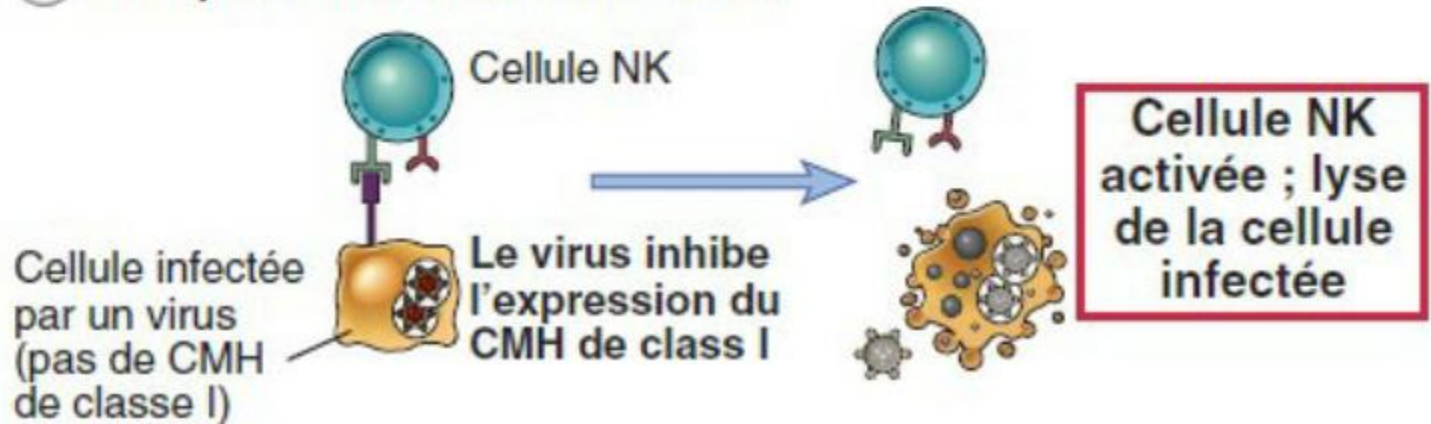 Cellule NK
Cellule infectée
par un virus
(pas de CMH
de classe I)
Le virus inhibe
l'expression du
CMH de class I
Cellule NK
activée ; lyse
de la cellule
infectée